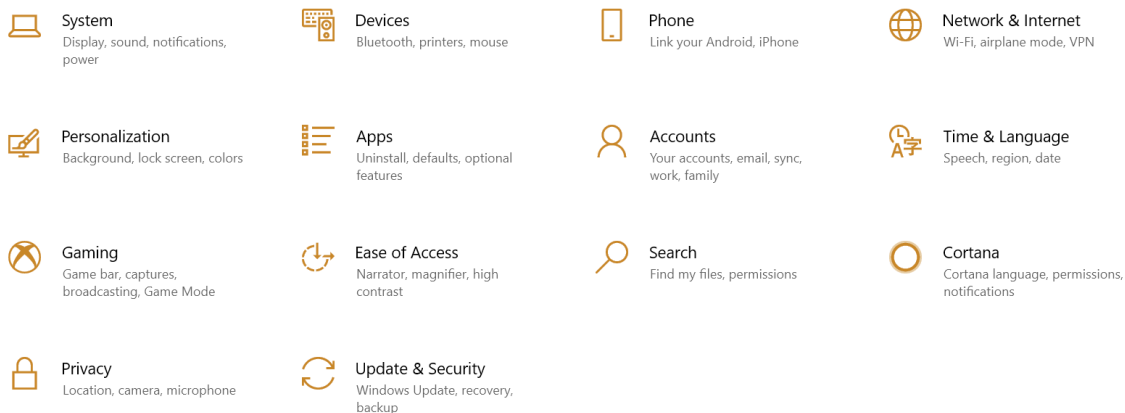 System
Display, sound, notifications,
power
Devices
Bluetooth, printers, mouse
Phone
Link your Android, iPhone
Network & Internet
Wi-Fi, airplane mode, VPN
Personalization
Background, lock screen, colors
Apps
Uninstall, defaults, optional
features
Accounts
Your accounts, email, sync,
work, family
Time & Language
Speech, region, date
Gaming
Game bar, captures,
broadcasting, Game Mode
Ease of Access
Narrator, magnifier, high
contrast
Search
Find my files, permissions
Cortana
Cortana language, permissions,
notifications
Privacy
Location, camera, microphone
Update & Security
Windows Update, recovery,
backup